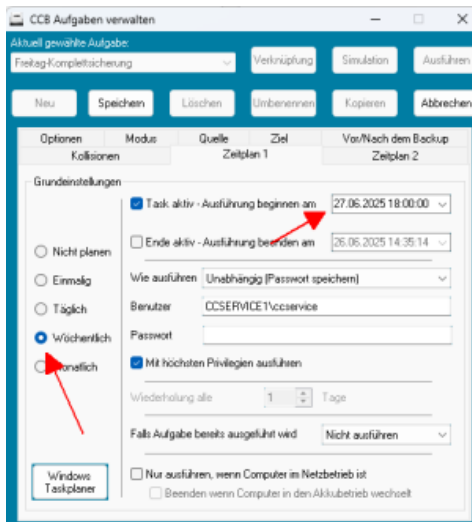 CCB Aufgaben verwalten
Aktuell gewählte Aufgabe:
Freitag-Komplettsicherung
Verknüpfung Simulation Ausführen
Neu Speichern Löschen Umbenennen Kopieren Abbrechen
Optionen Modus Quelle Ziel Vor/Nach dem Backup
Kollisionen Zeitplan 1 Zeitplan 2
Grundeinstellungen
Task aktiv - Ausführung beginnen am 27.06.2025 18:00:00
Ende aktiv - Ausführung beenden am 26.06.2025 14:35:14
Nicht planen
Einmalig
Täglich
Wöchentlich
Monatlich
Wie ausführen Unabhängig (Passwort speichern)
Benutzer CCSERVICE1\ccservice
Passwort
Mit höchsten Privilegien ausführen
Wiederholung alle 1 Tage
Falls Aufgabe bereits ausgeführt wird Nicht ausführen
Windows
Taskplaner
Nur ausführen, wenn Computer im Netzbetrieb ist
Beenden wenn Computer in den Akkubetrieb wechselt